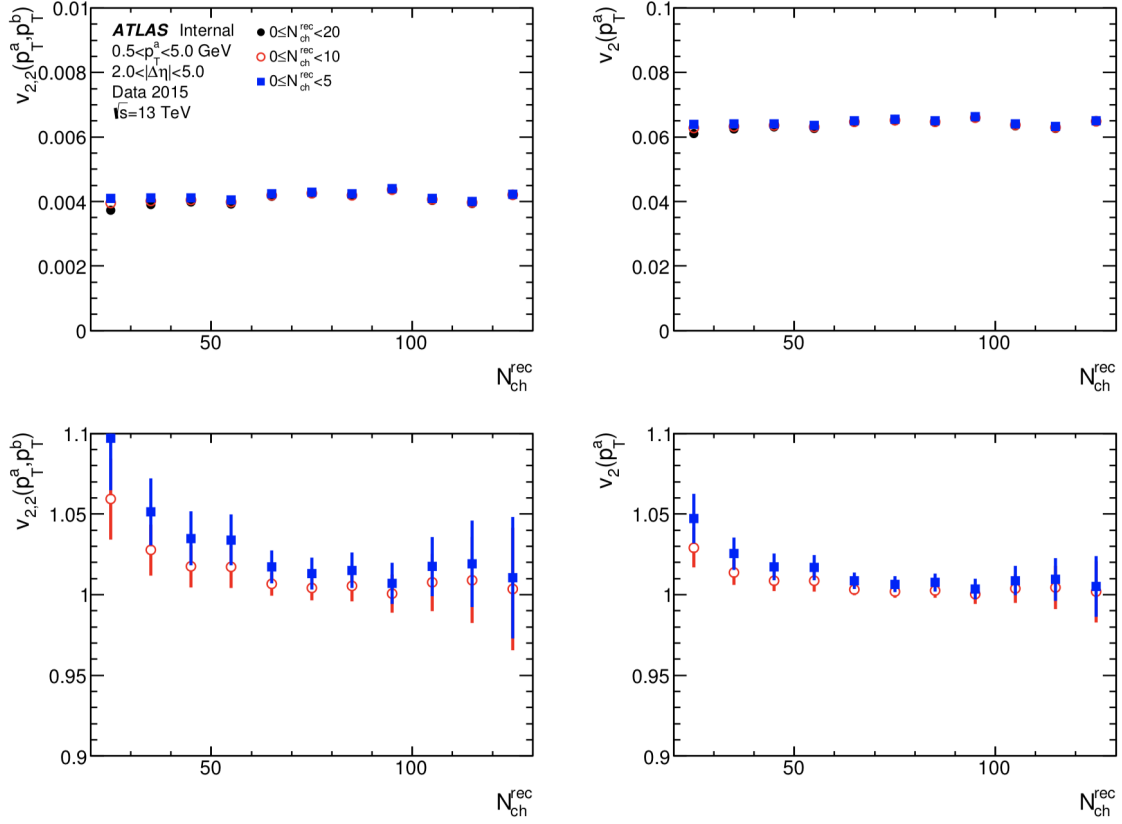 v₂,₂(p_T^a,p_T^b)
0.01
0.008
0.006
0.004
0.002
0
ATLAS Internal
0.5<p_T^a<5.0 GeV
2.0<|Δη|<5.0
Data 2015
√s=13 TeV
0≤N_ch^rec<20
0≤N_ch^rec<10
0≤N_ch^rec<5
50
100
N_ch^rec
v₂(p_T^a)
0.1
0.08
0.06
0.04
0.02
0
50
100
N_ch^rec
v₂,₂(p_T^a,p_T^b)
1.1
1.05
1
0.95
0.9
50
100
N_ch^rec
v₂(p_T^a)
1.1
1.05
1
0.95
0.9
50
100
N_ch^rec